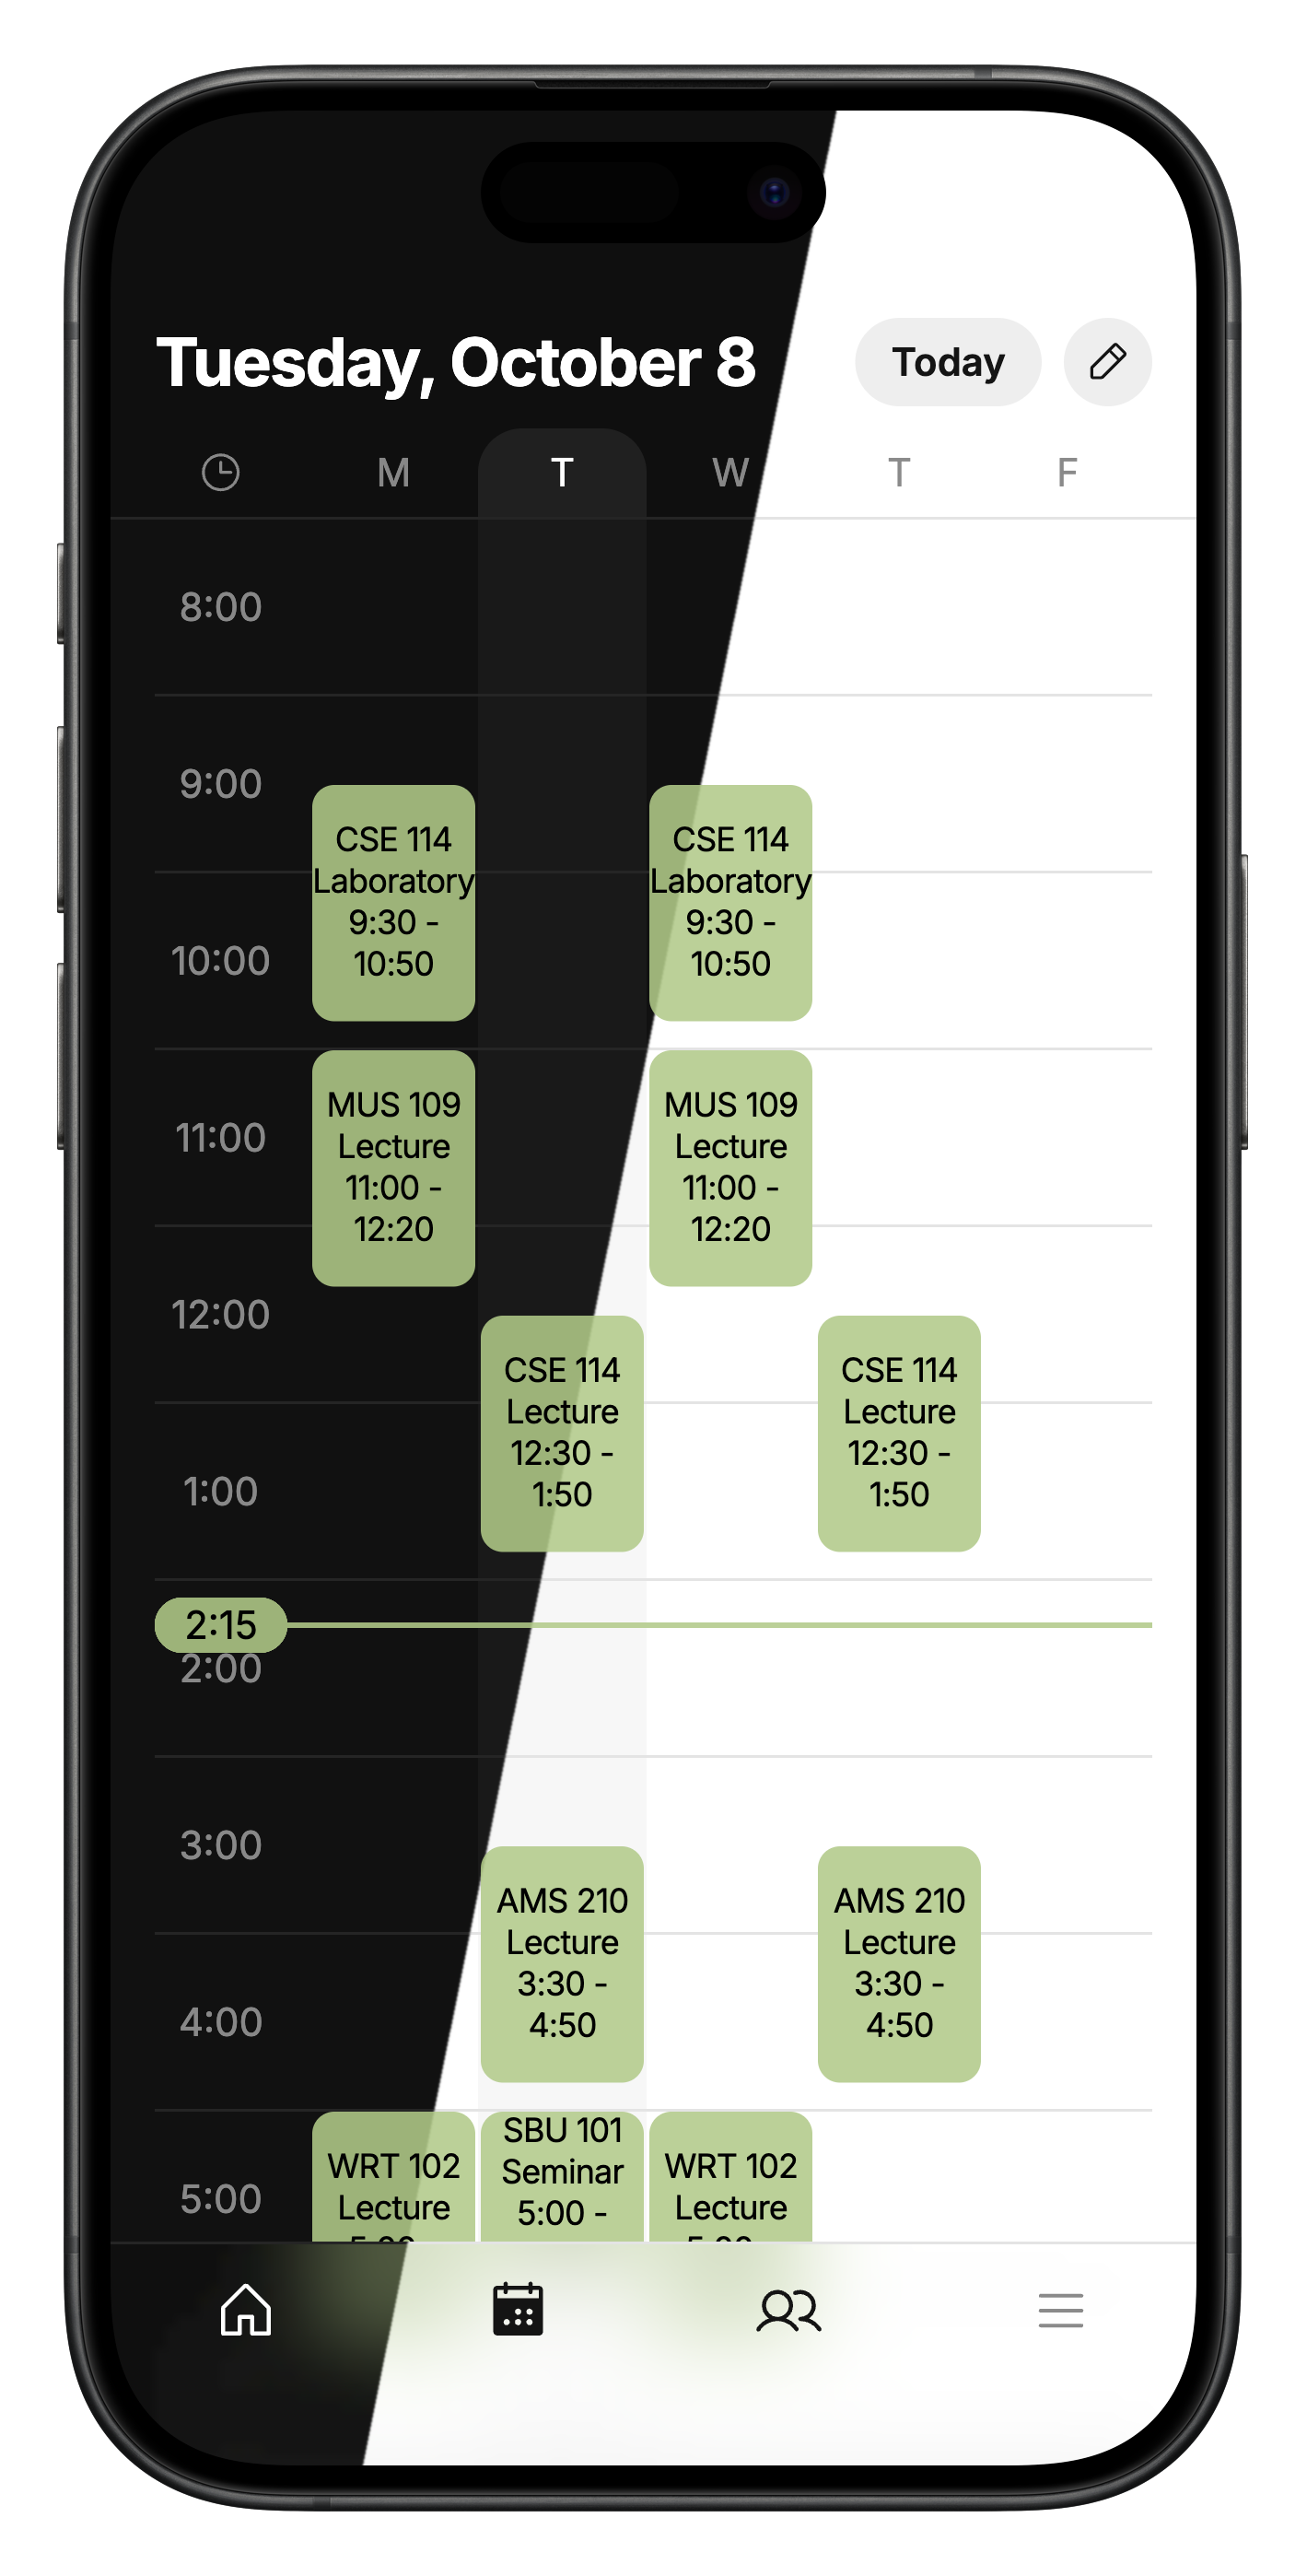 Tuesday, October 8
Today
M T W T F
8:00
9:00
CSE 114
Laboratory
9:30 -
10:50
CSE 114
Laboratory
9:30 -
10:50
10:00
11:00
MUS 109
Lecture
11:00 -
12:20
MUS 109
Lecture
11:00 -
12:20
12:00
CSE 114
Lecture
12:30 -
1:50
CSE 114
Lecture
12:30 -
1:50
1:00
2:15
2:00
3:00
AMS 210
Lecture
3:30 -
4:50
AMS 210
Lecture
3:30 -
4:50
4:00
5:00
WRT 102
Lecture
SBU 101
Seminar
5:00 -
WRT 102
Lecture